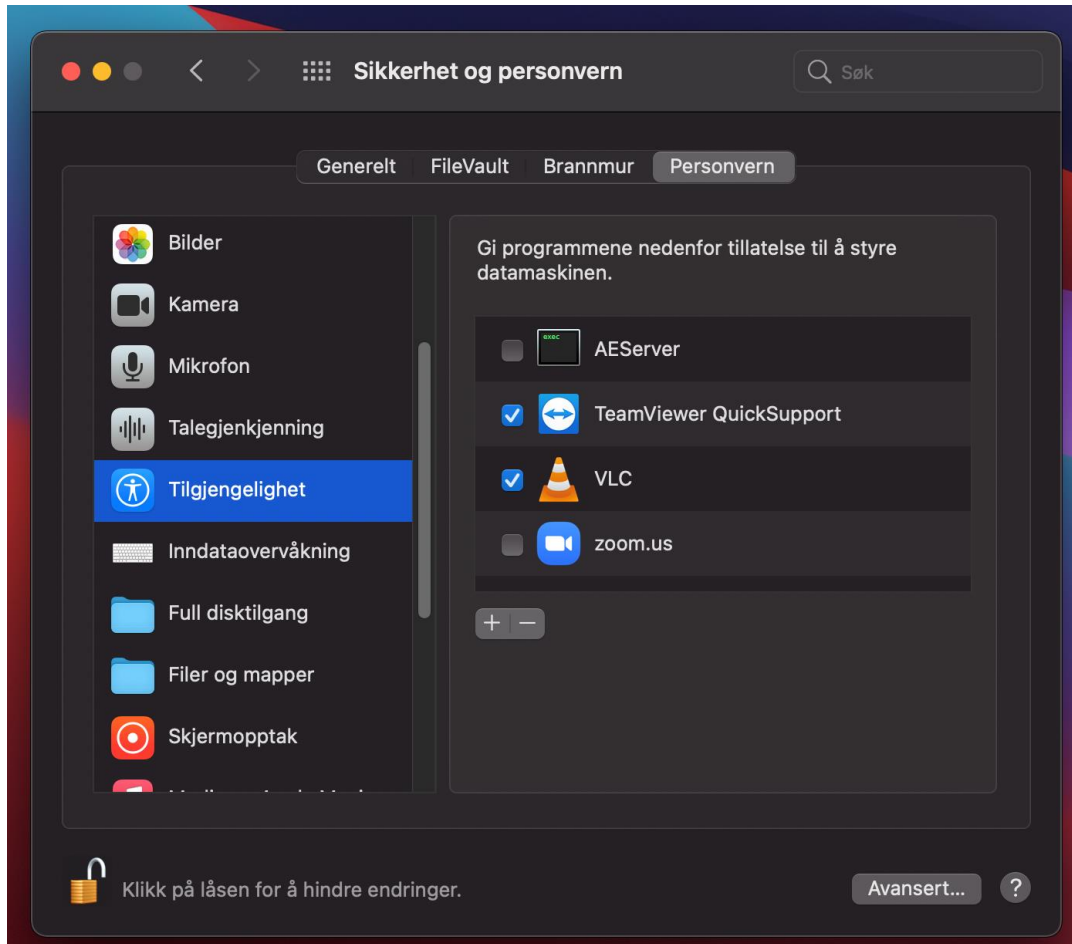 Sikkerhet og personvern
Søk
Generelt
FileVault
Brannmur
Personvern
Bilder
Kamera
Mikrofon
Talegjenkjenning
Tilgjengelighet
Inndataovervåkning
Full disktilgang
Filer og mapper
Skjermopptak
Gi programmene nedenfor tillatelse til å styre
datamaskinen.
exec
AEServer
TeamViewer QuickSupport
VLC
zoom.us
Klikk på låsen for å hindre endringer.
Avansert...
?